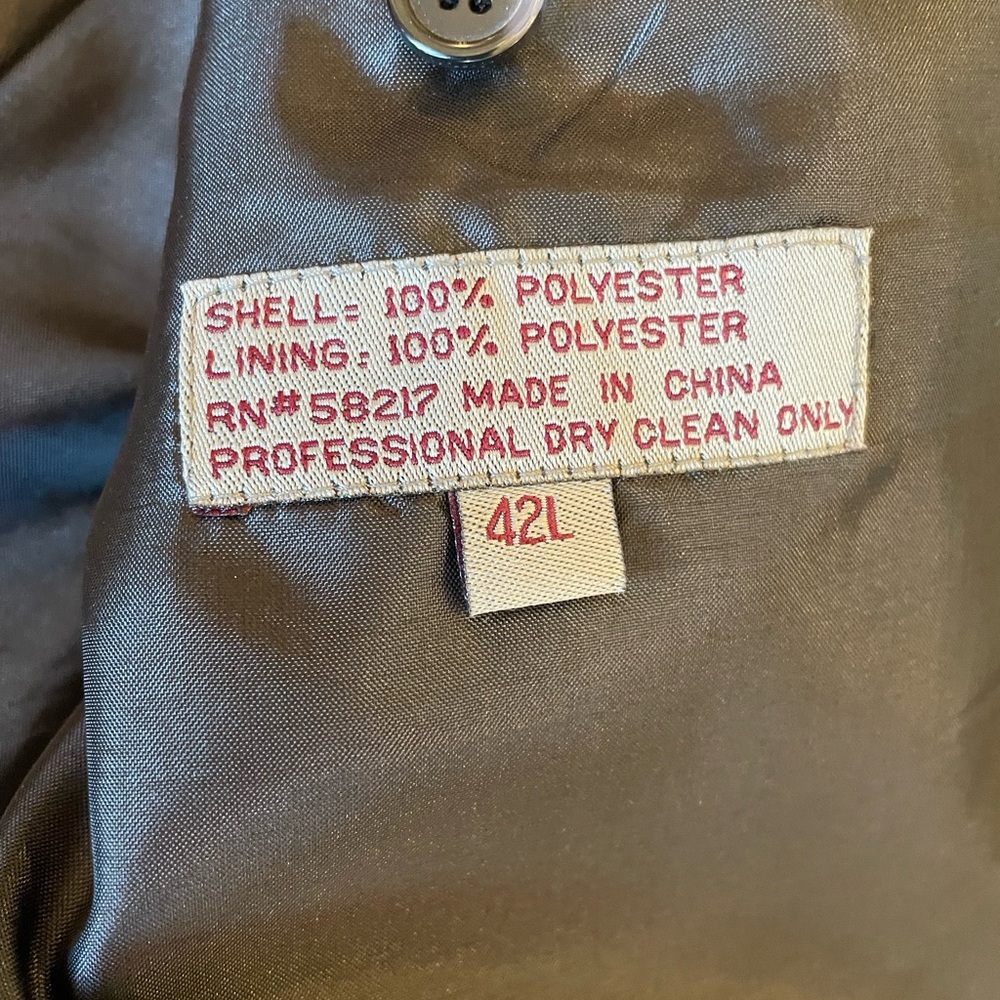 SHELL: 100% POLYESTER
LINING: 100% POLYESTER
RN#58217 MADE IN CHINA
PROFESSIONAL DRY CLEAN ONLY
42L